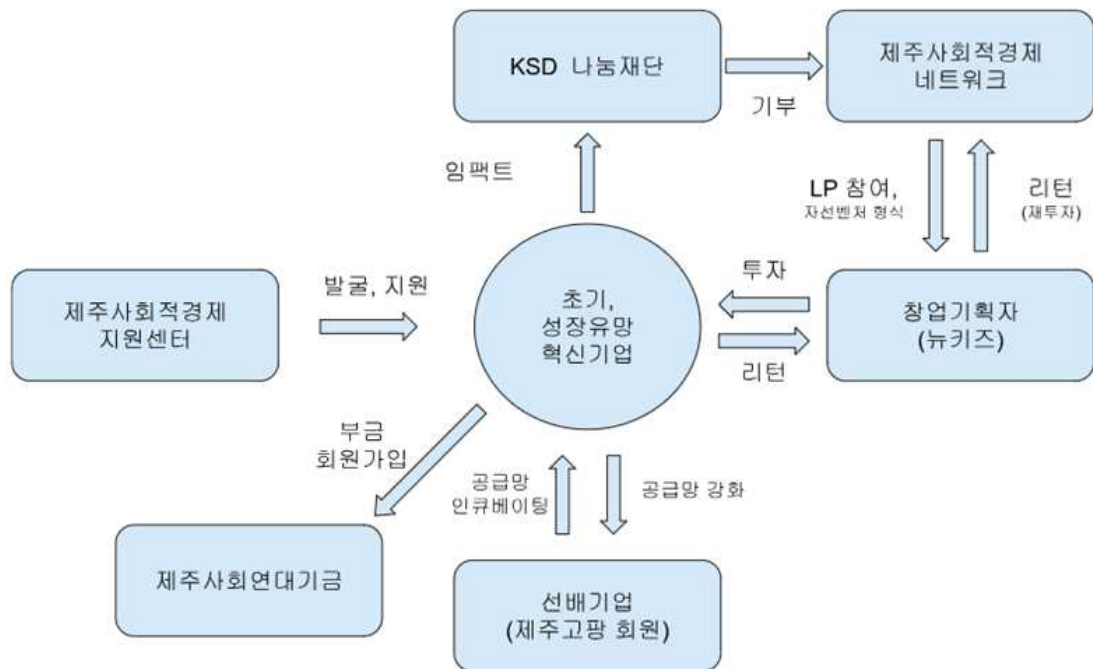 KSD 나눔재단
기부
제주사회적경제
네트워크
임팩트
LP 참여,
자선벤처 형식
리턴
(재투자)
제주사회적경제
지원센터
발굴, 지원
초기,
성장유망
혁신기업
투자
리턴
창업기획자
(뉴키즈)
부금
회원가입
공급망
인큐베이팅
공급망 강화
제주사회연대기금
선배기업
(제주고팡 회원)